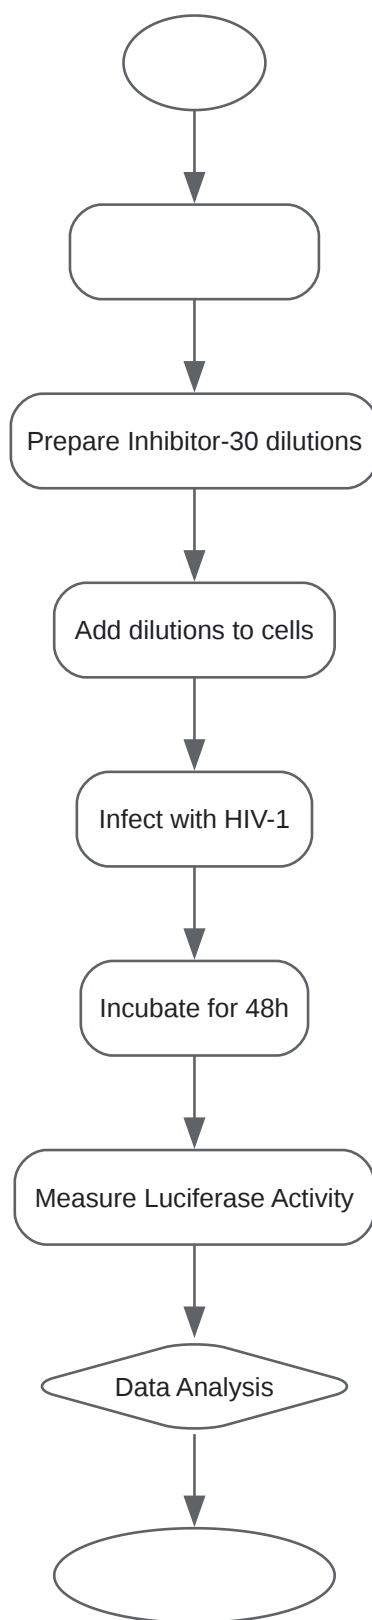 Prepare Inhibitor-30 dilutions
Add dilutions to cells
Infect with HIV-1
Incubate for 48h
Measure Luciferase Activity
Data Analysis